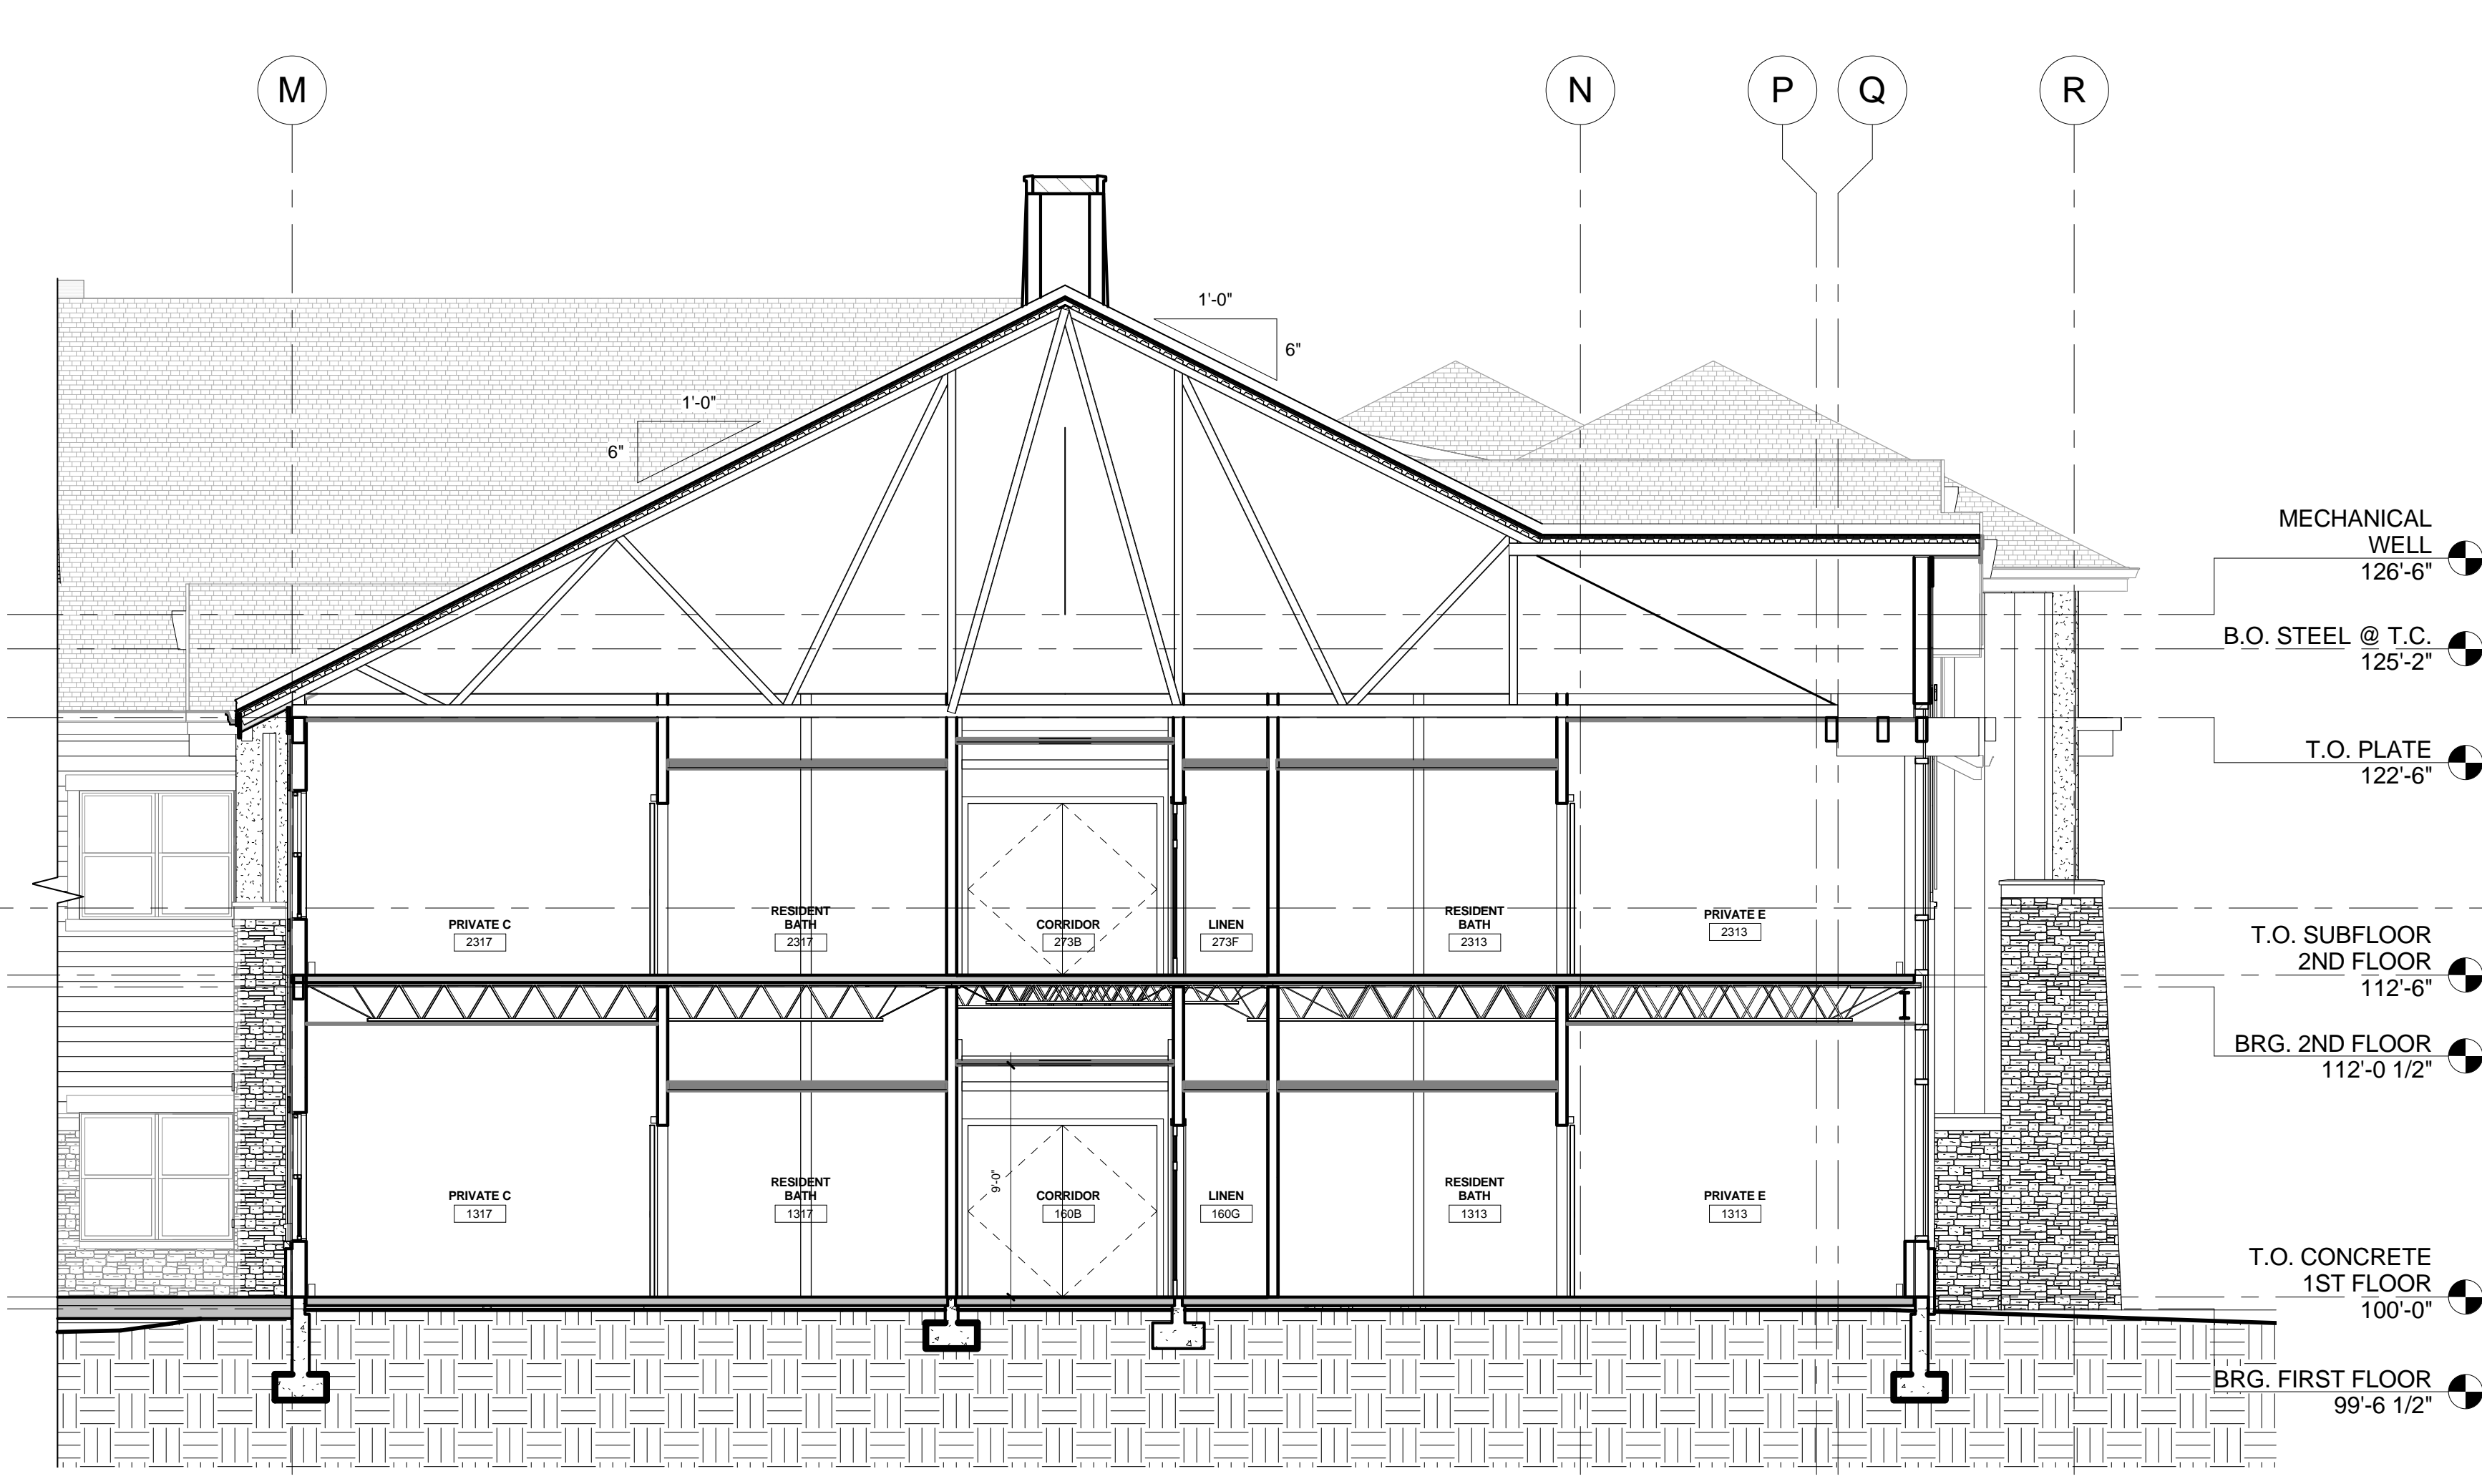 M
N
P
Q
R
1'-0"
6"
1'-0"
6"
MECHANICAL
WELL
126'-6"
B.O. STEEL @ T.C.
125'-2"
T.O. PLATE
122'-6"
PRIVATE C
2317
RESIDENT
BATH
2317
CORRIDOR
273B
LINEN
273F
RESIDENT
BATH
2313
PRIVATE E
2313
T.O. SUBFLOOR
2ND FLOOR
112'-6"
BRG. 2ND FLOOR
112'-0 1/2"
9'-0"
PRIVATE C
1317
RESIDENT
BATH
1317
CORRIDOR
160B
LINEN
160G
RESIDENT
BATH
1313
PRIVATE E
1313
T.O. CONCRETE
1ST FLOOR
100'-0"
BRG. FIRST FLOOR
99'-6 1/2"